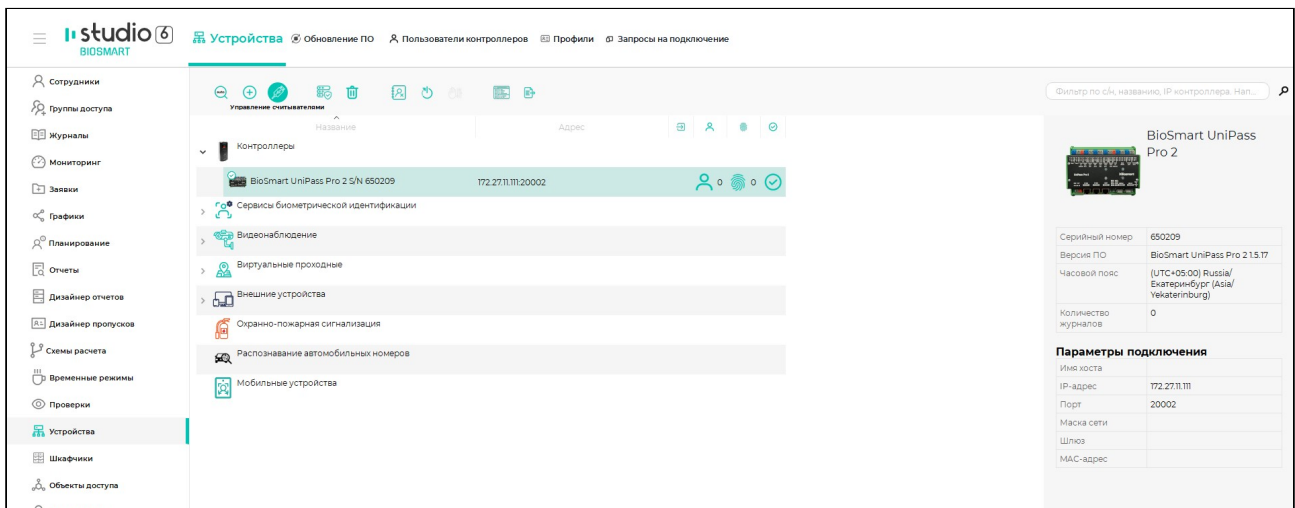 studio 6
BIOSMART
Устройства
Обновление ПО
Пользователи контроллеров
Профили
Запросы на подключение
Сотрудники
Группы доступа
Журналы
Мониторинг
Заявки
Графики
Планирование
Отчеты
Дизайнер отчетов
Дизайнер пропусков
Схемы расчета
Временные режимы
Проверки
Устройства
Шкафчики
Объекты доступа
Управление считывателями
Название
Адрес
Контроллеры
BioSmart UniPass Pro 2 S/N 650209
172.27.11.111:20002
0
0
Сервисы биометрической идентификации
Видеонаблюдение
Виртуальные проходные
Внешние устройства
Охранно-пожарная сигнализация
Распознавание автомобильных номеров
Мобильные устройства
Фильтр по с/н, названию, IP контроллера. Нап...
BioSmart UniPass
Pro 2
Серийный номер 650209
Версия ПО BioSmart UniPass Pro 2 1.5.17
Часовой пояс (UTC+05:00) Russia/
Екатеринбург (Asia/
Yekaterinburg)
Количество 0
журналов
Параметры подключения
Имя хоста
IP-адрес 172.27.11.111
Порт 20002
Маска сети
Шлюз
MAC-адрес